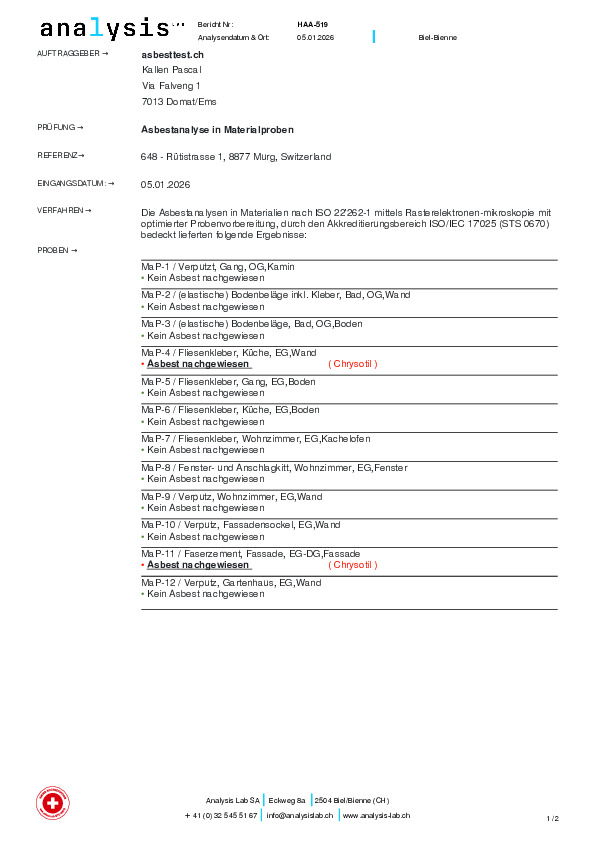 analysis
Bericht Nr: HAA-519
Analysendatum & Ort: 05.01.2026 Biel-Bienne
AUFTRAGGEBER → asbesttest.ch
Kallen Pascal
Via Falveng 1
7013 Domat/Ems
PRÜFUNG → Asbestanalyse in Materialproben
REFERENZ→ 648 - Rütistrasse 1, 8877 Murg, Switzerland
EINGANGSDATUM: → 05.01.2026
VERFAHREN → Die Asbestanalysen in Materialien nach ISO 22'262-1 mittels Rasterelektronen-mikroskopie mit
optimierter Probenvorbereitung, durch den Akkreditierungsbereich ISO/IEC 17025 (STS 0670)
bedeckt lieferten folgende Ergebnisse:
PROBEN →
MaP-1 / Verputzt, Gang, OG,Kamin
• Kein Asbest nachgewiesen
MaP-2 / (elastische) Bodenbeläge inkl. Kleber, Bad, OG,Wand
• Kein Asbest nachgewiesen
MaP-3 / (elastische) Bodenbeläge, Bad, OG,Boden
• Kein Asbest nachgewiesen
MaP-4 / Fliesenkleber, Küche, EG,Wand
• Asbest nachgewiesen ( Chrysotil )
MaP-5 / Fliesenkleber, Gang, EG,Boden
• Kein Asbest nachgewiesen
MaP-6 / Fliesenkleber, Küche, EG,Boden
• Kein Asbest nachgewiesen
MaP-7 / Fliesenkleber, Wohnzimmer, EG,Kachelofen
• Kein Asbest nachgewiesen
MaP-8 / Fenster- und Anschlagkitt, Wohnzimmer, EG,Fenster
• Kein Asbest nachgewiesen
MaP-9 / Verputz, Wohnzimmer, EG,Wand
• Kein Asbest nachgewiesen
MaP-10 / Verputz, Fassadensockel, EG,Wand
• Kein Asbest nachgewiesen
MaP-11 / Faserzement, Fassade, EG-DG,Fassade
• Asbest nachgewiesen ( Chrysotil )
MaP-12 / Verputz, Gartenhaus, EG,Wand
• Kein Asbest nachgewiesen
Analysis Lab SA | Eckweg 8a | 2504 Biel/Bienne (CH)
+ 41 (0) 32 545 51 67 | info@analysislab.ch | www.analysis-lab.ch
1 / 2